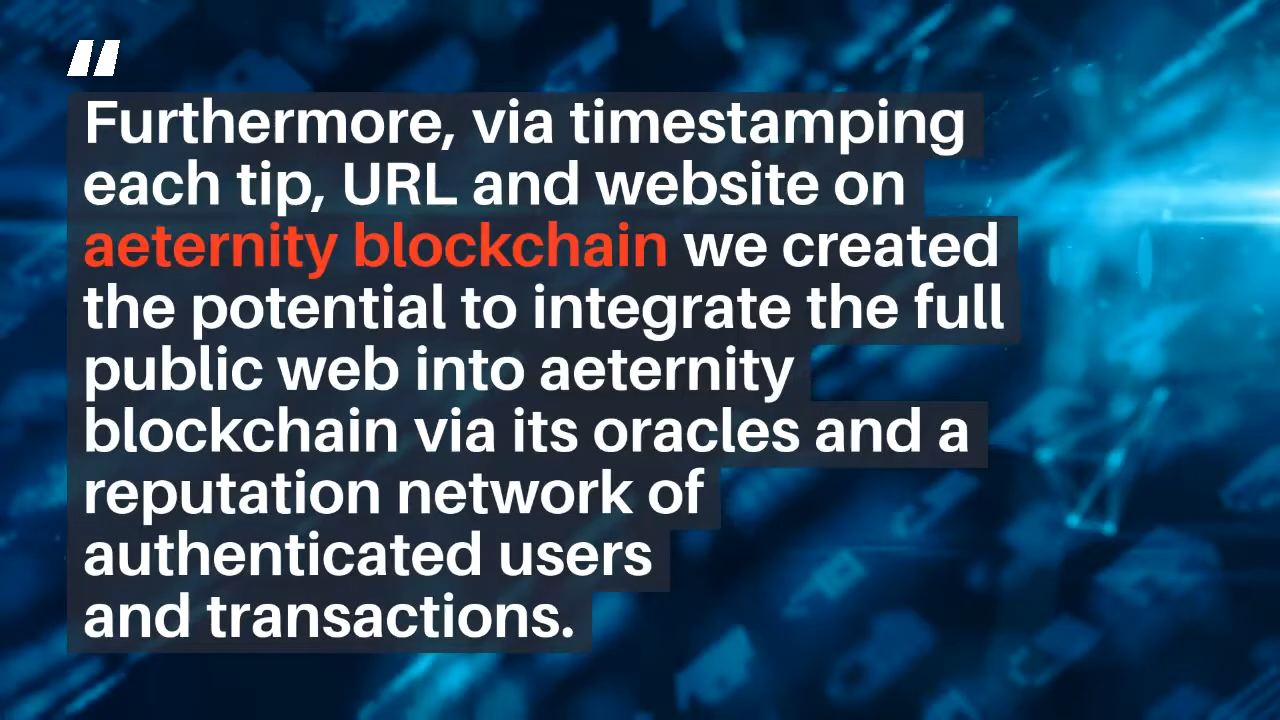 "
Furthermore, via timestamping
each tip, URL and website on
aeternity blockchain we created
the potential to integrate the full
public web into aeternity
blockchain via its oracles and a
reputation network of
authenticated users
and transactions.